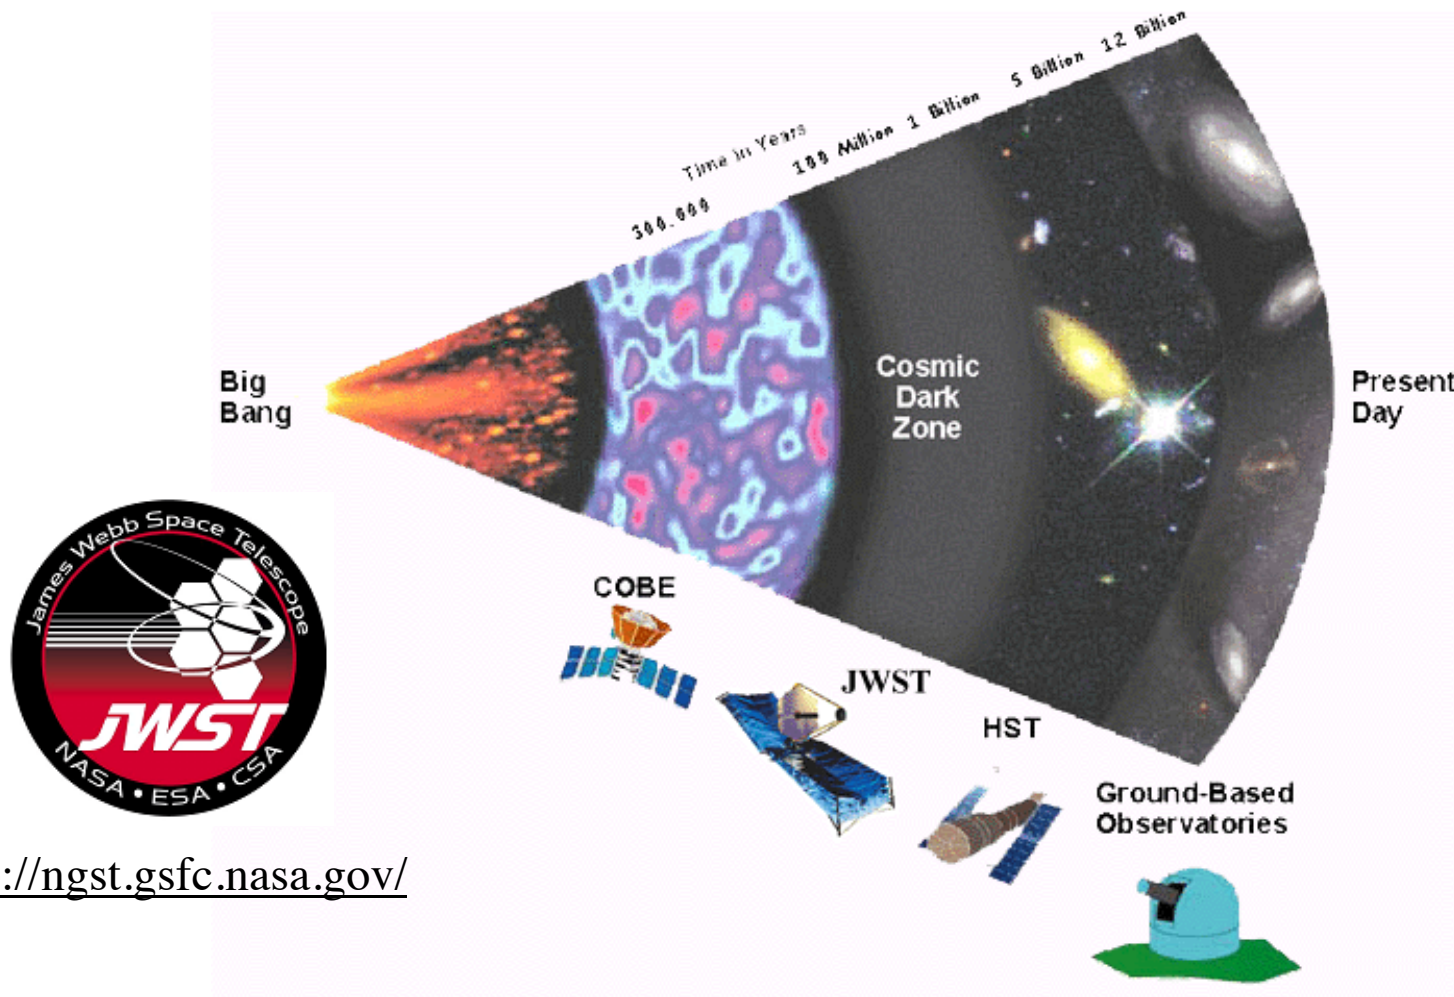 12 Billion
5 Billion
1 Billion
100 Million
Time in Years
300.000
Big
Bang
Cosmic
Dark
Zone
Present
Day
COBE
JWST
HST
Ground-Based
Observatories
James Webb Space Telescope
JWST
NASA • ESA • CSA
://ngst.gsfc.nasa.gov/